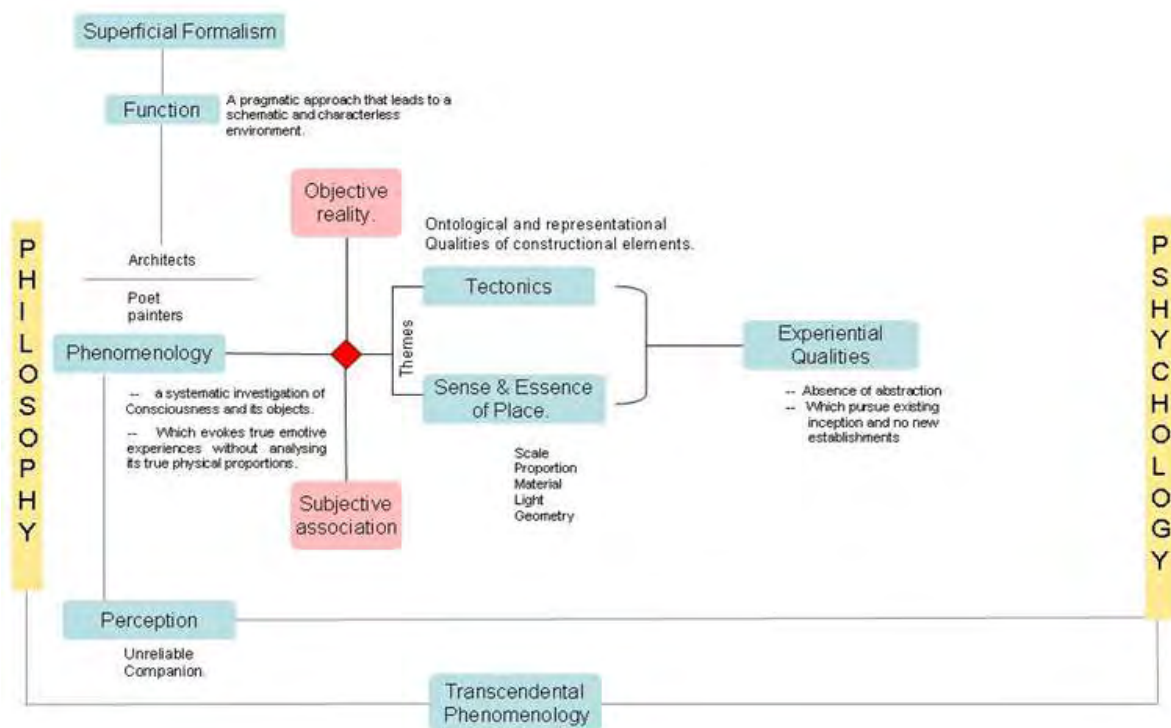 Superficial Formalism
Function
A pragmatic approach that leads to a
schematic and characterless
environment.
Objective
reality.
Ontological and representational
Qualities of constructional elements.
PHILOSOPHY
PSHYCHOLOGY
Architects
Poet
painters
Tectonics
Phenomenology
Themes
Experiential
Qualities
-- a systematic investigation of
Consciousness and its objects.
-- Which evokes true emotive
experiences without analysing
its true physical proportions.
Sense & Essence
of Place.
-- Absence of abstraction
-- Which pursue existing
inception and no new
establishments
Scale
Proportion
Material
Light
Geometry
Subjective
association
Perception
Unreliable
Companion.
Transcendental
Phenomenology